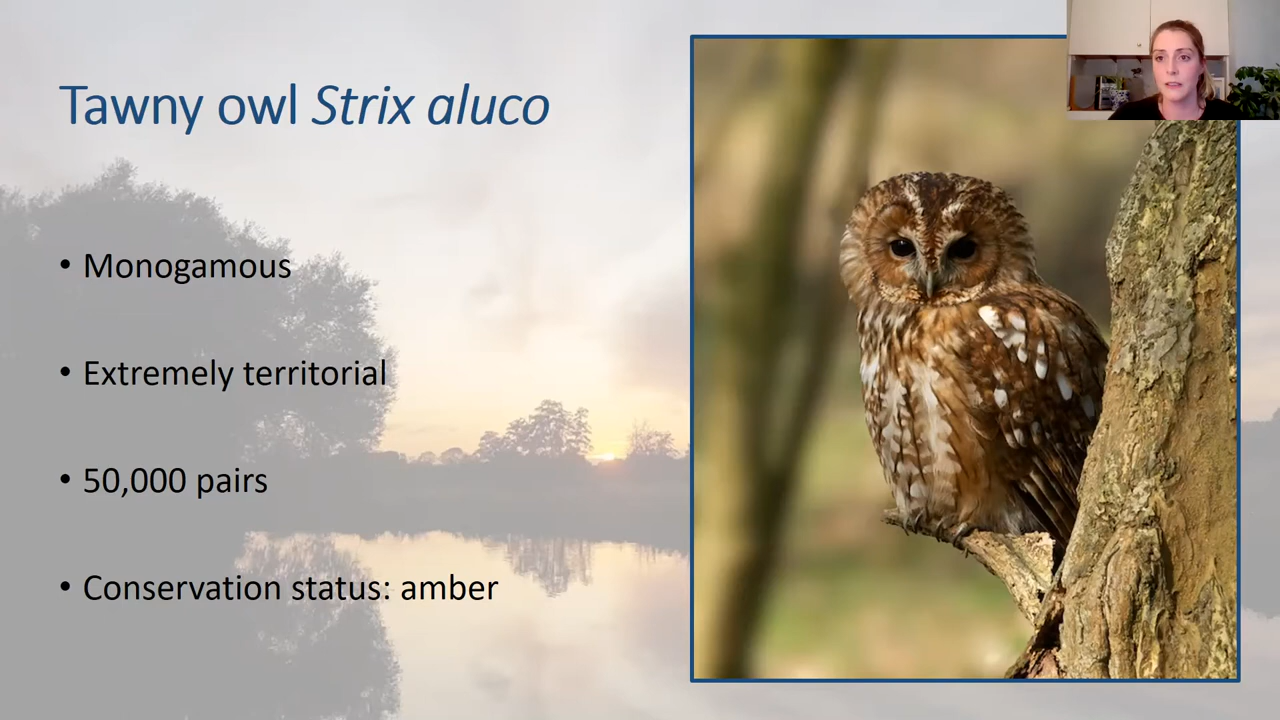 Tawny owl Strix aluco
• Monogamous
• Extremely territorial
• 50,000 pairs
• Conservation status: amber